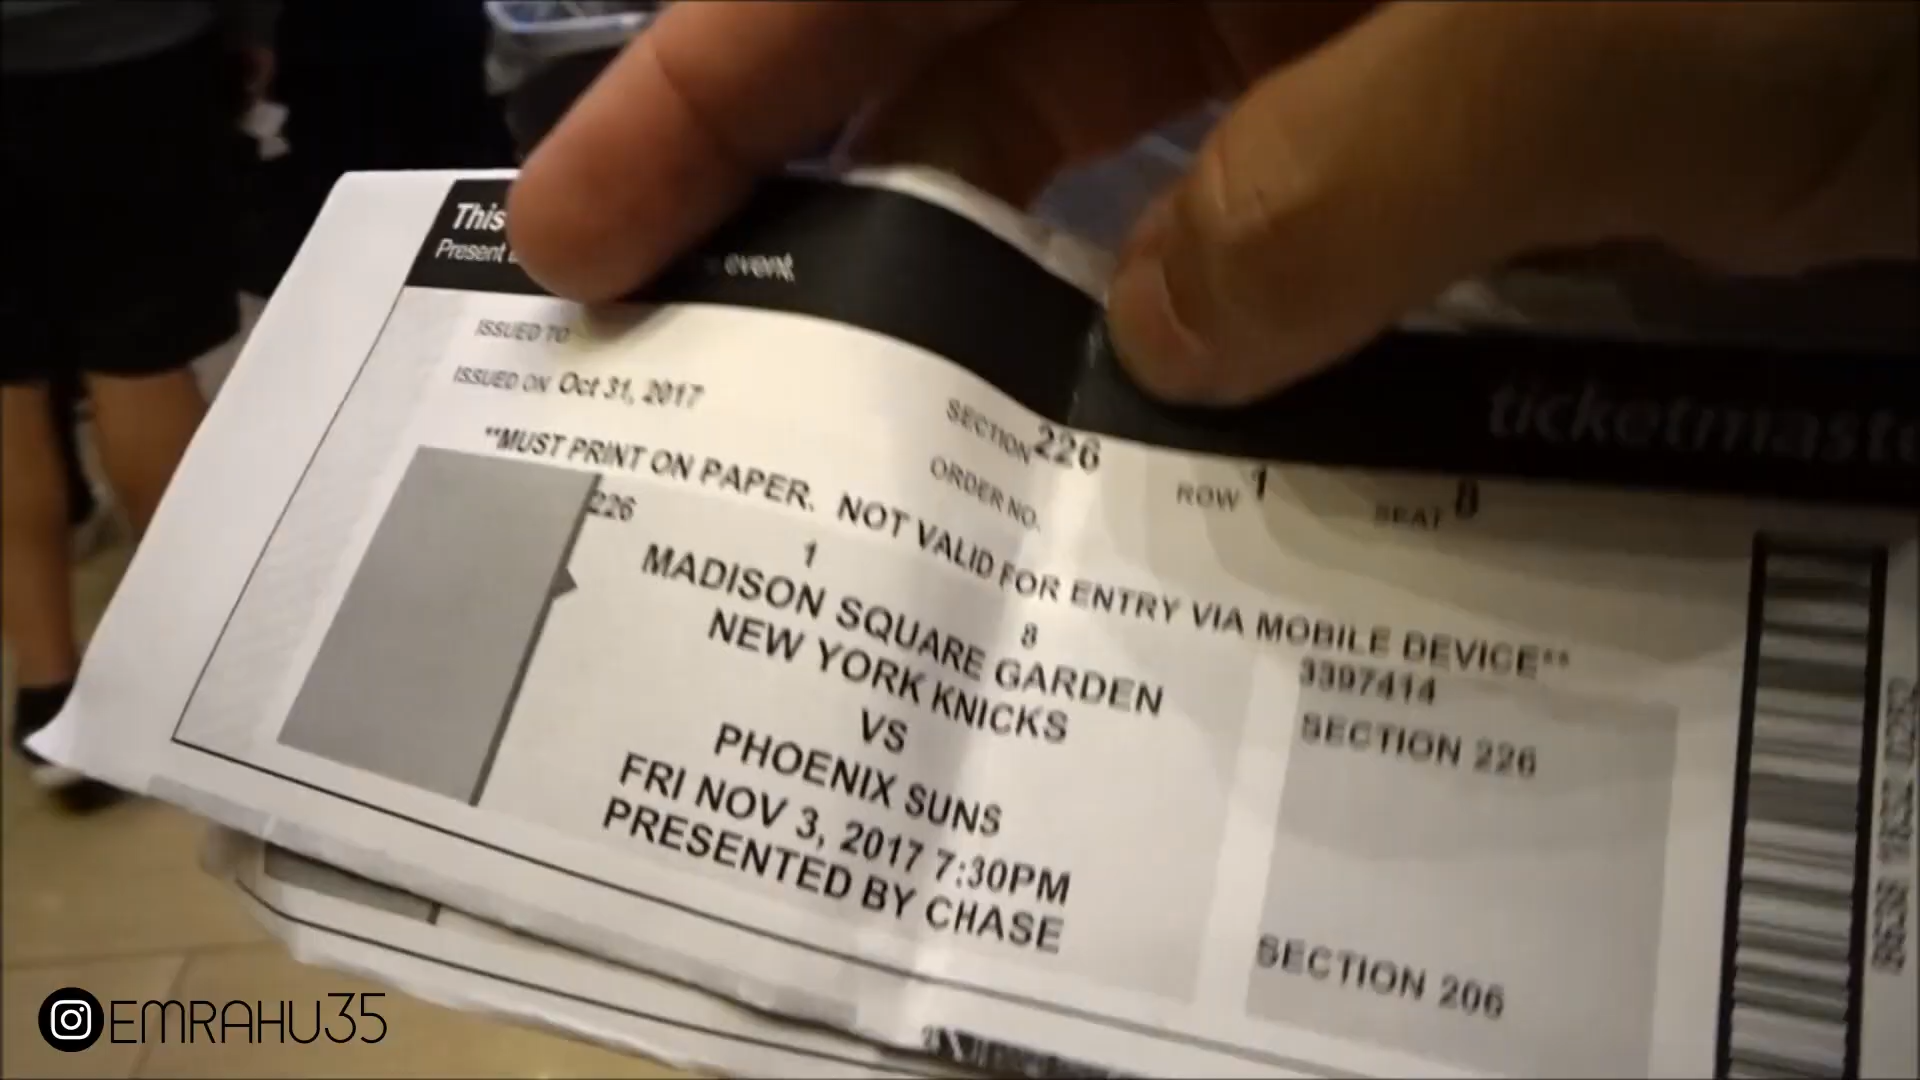 This
Present event.
ticketmaste
ISSUED TO
ISSUED ON Oct 31, 2017
SECTION 226 ROW 1 SEAT 8
ORDER NO.
**MUST PRINT ON PAPER. NOT VALID FOR ENTRY VIA MOBILE DEVICE**
226 1 8 3397414
MADISON SQUARE GARDEN
NEW YORK KNICKS
VS
PHOENIX SUNS
FRI NOV 3, 2017 7:30PM
PRESENTED BY CHASE
SECTION 226
SECTION 206
EMRAHU35